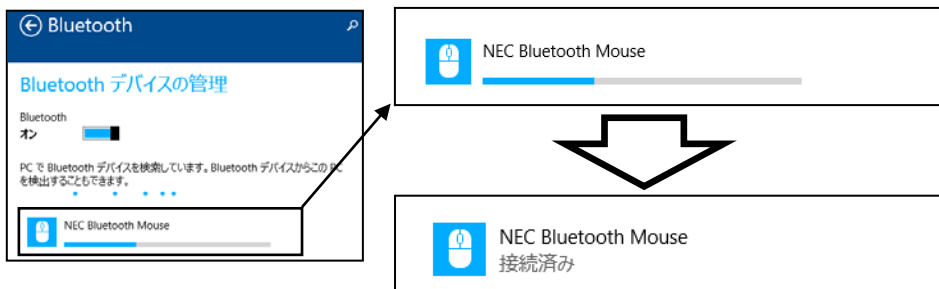 Bluetooth
Bluetooth デバイスの管理
Bluetooth
オン
PC で Bluetooth デバイスを検索しています。Bluetooth デバイスからこの PC
を検出することもできます。
NEC Bluetooth Mouse
NEC Bluetooth Mouse
NEC Bluetooth Mouse
接続済み